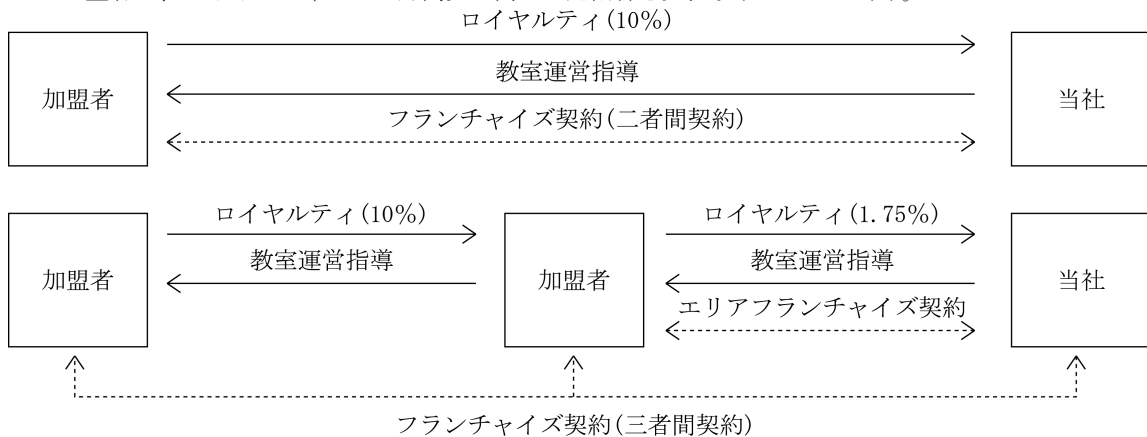 ロイヤルティ(10%)
教室運営指導
加盟者
当社
フランチャイズ契約(二者間契約)
ロイヤルティ(10%)
ロイヤルティ(1.75%)
教室運営指導
教室運営指導
加盟者
加盟者
当社
エリアフランチャイズ契約
フランチャイズ契約(三者間契約)